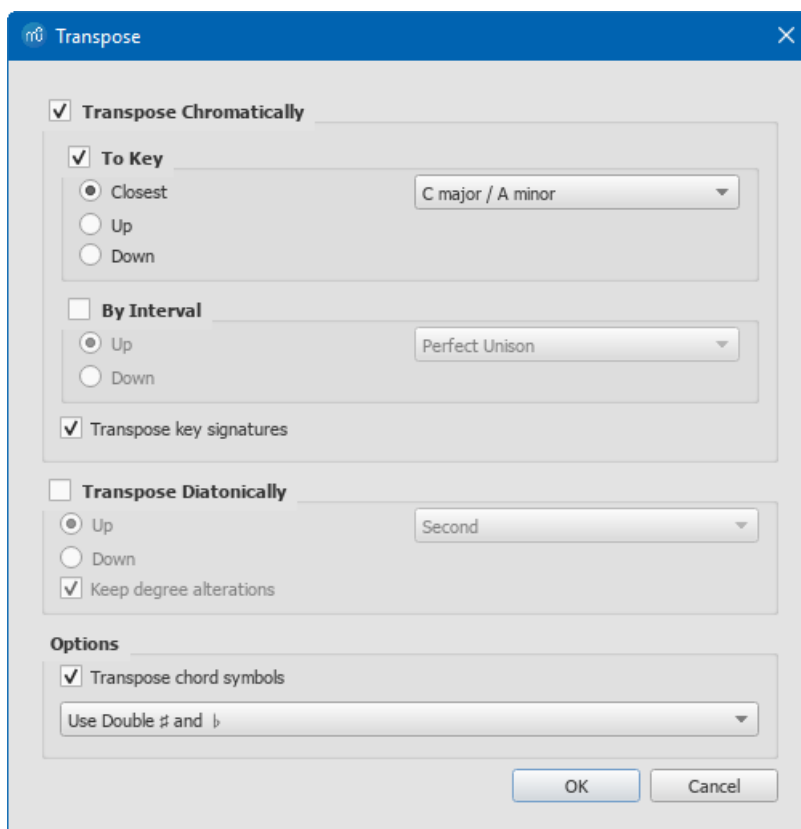 Transpose
Transpose Chromatically
To Key
Closest
C major / A minor
Up
Down
By Interval
Up
Perfect Unison
Down
Transpose key signatures
Transpose Diatonically
Up
Second
Down
Keep degree alterations
Options
Transpose chord symbols
Use Double ♯ and ♭
OK
Cancel